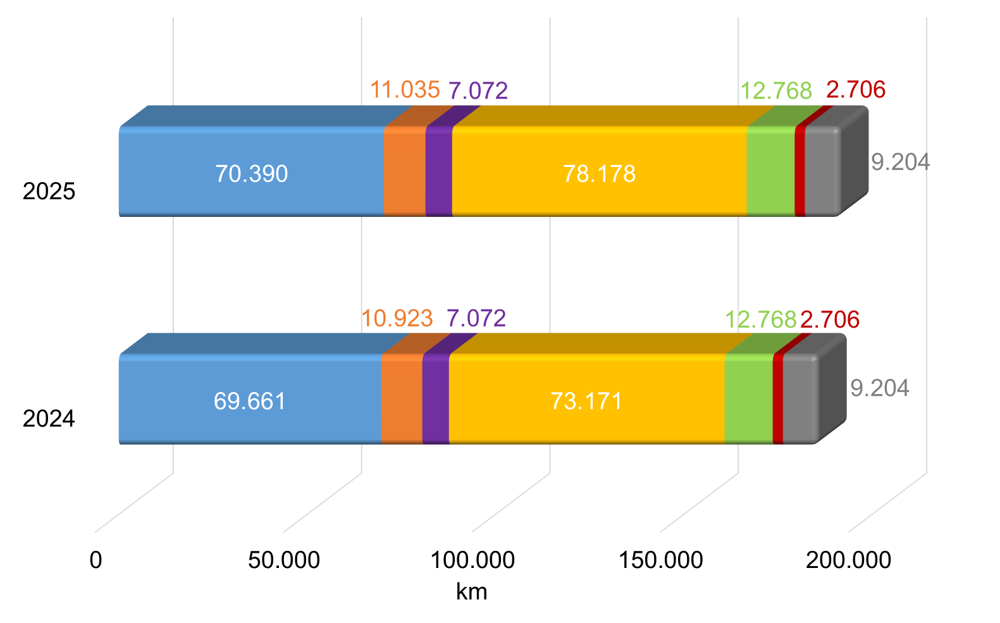 11.035 7.072 12.768 2.706
2025 70.390 78.178 9.204
10.923 7.072 12.768 2.706
2024 69.661 73.171 9.204
0 50.000 100.000 150.000 200.000
km